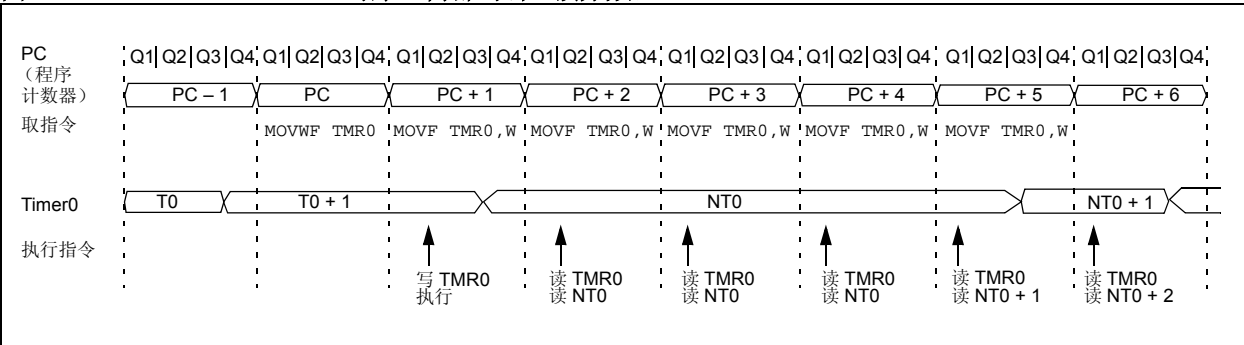 PC
（程序
计数器）
Q1 Q2 Q3 Q4 Q1 Q2 Q3 Q4 Q1 Q2 Q3 Q4 Q1 Q2 Q3 Q4 Q1 Q2 Q3 Q4 Q1 Q2 Q3 Q4 Q1 Q2 Q3 Q4 Q1 Q2 Q3 Q4
PC – 1 PC PC + 1 PC + 2 PC + 3 PC + 4 PC + 5 PC + 6
取指令
MOVWF TMR0 MOVF TMR0,W MOVF TMR0,W MOVF TMR0,W MOVF TMR0,W MOVF TMR0,W
Timer0
T0 T0 + 1 NT0 NT0 + 1
执行指令
写 TMR0
执行
读 TMR0
读 NT0
读 TMR0
读 NT0
读 TMR0
读 NT0
读 TMR0
读 NT0 + 1
读 TMR0
读 NT0 + 2